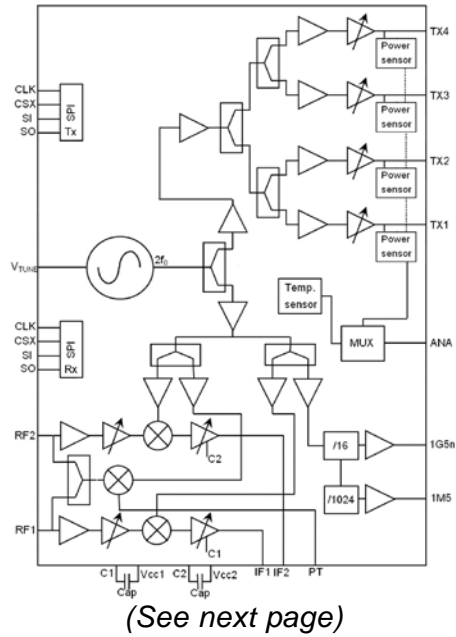 TX4
Power
sensor
CLK
CSX
SI
SO
SPI
Tx
TX3
Power
sensor
TX2
Power
sensor
TX1
Power
sensor
VTUNE
2f0
Temp.
sensor
MUX
ANA
CLK
CSX
SI
SO
SPI
Rx
RF2
C2
/16
1G5n
/1024
1M5
RF1
C1
C1 Vcc1 C2 Vcc2 IF1 IF2 PT
Cap Cap
(See next page)